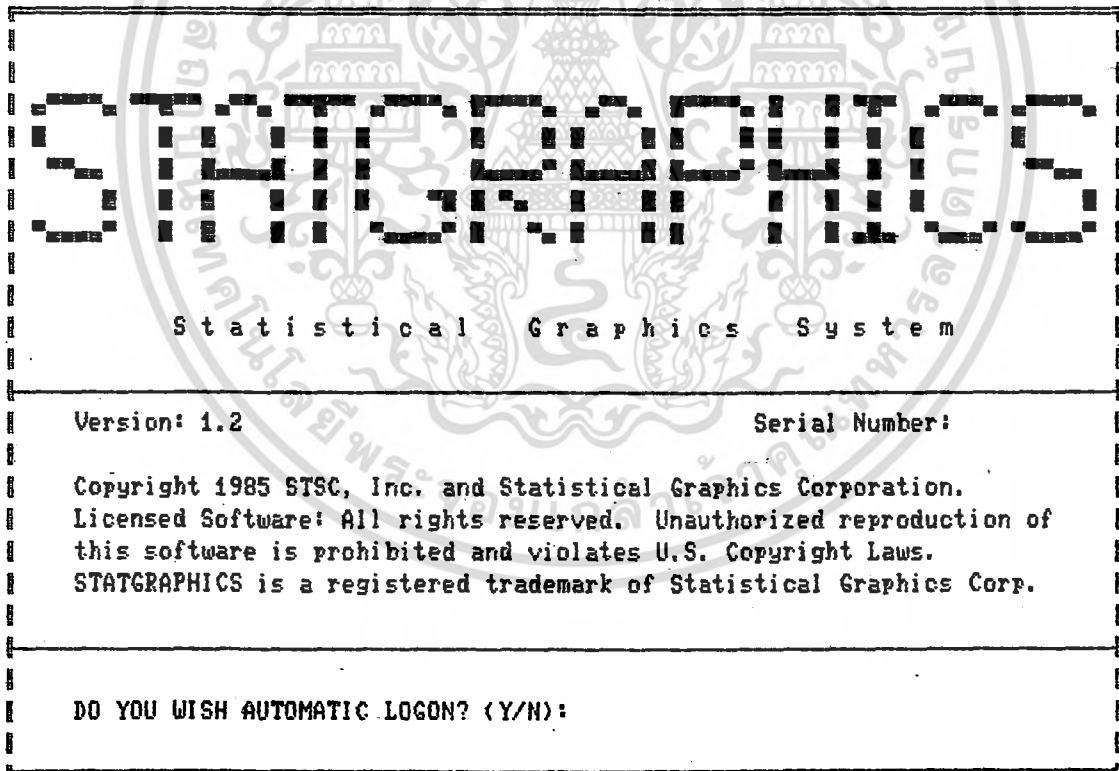 STATGRAPHICS
Statistical Graphics System
Version: 1.2 Serial Number:
Copyright 1985 STSC, Inc. and Statistical Graphics Corporation.
Licensed Software: All rights reserved. Unauthorized reproduction of
this software is prohibited and violates U.S. Copyright Laws.
STATGRAPHICS is a registered trademark of Statistical Graphics Corp.
DO YOU WISH AUTOMATIC LOGON? (Y/N):